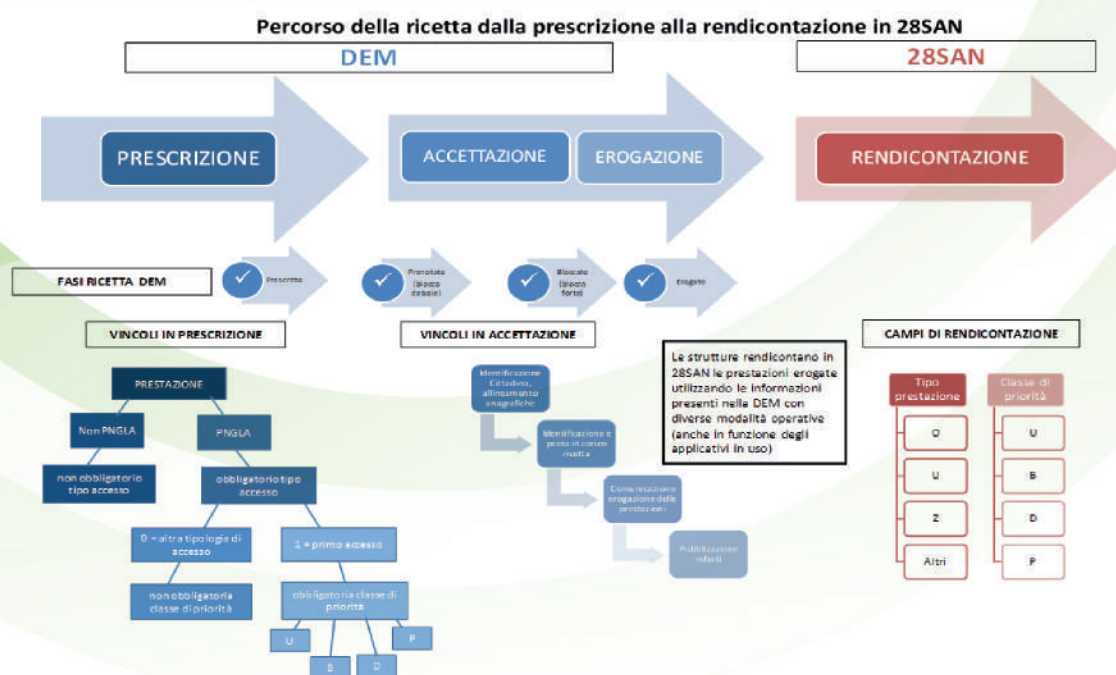 Percorso della ricetta dalla prescrizione alla rendicontazione in 28SAN
DEM
28SAN
PRESCRIZIONE
ACCETTAZIONE
EROGAZIONE
RENDICONTAZIONE
FASI RICETTA DEM
Prescritta
Prenotata
(blocco
debole)
Bloccata
(blocco
forte)
Erogata
VINCOLI IN PRESCRIZIONE
VINCOLI IN ACCETTAZIONE
CAMPI DI RENDICONTAZIONE
PRESTAZIONE
Non PNGLA
PNGLA
non obbligatorio
tipo accesso
obbligatorio tipo
accesso
0 = altra tipologia di
accesso
1 = primo accesso
non obbligatoria
classe di priorità
obbligatoria classe di
priorità
U
B
D
P
Identificazione
Cittadino,
allineamento
anagrafiche
Identificazione e
presa in carico
ricetta
Comunicazione
erogazione delle
prestazioni
Pubblicazione
referti
Le strutture rendicontano in
28SAN le prestazioni erogate
utilizzando le informazioni
presenti nella DEM con
diverse modalità operative
(anche in funzione degli
applicativi in uso)
Tipo
prestazione
O
U
Z
Altri
Classe di
priorità
U
B
D
P